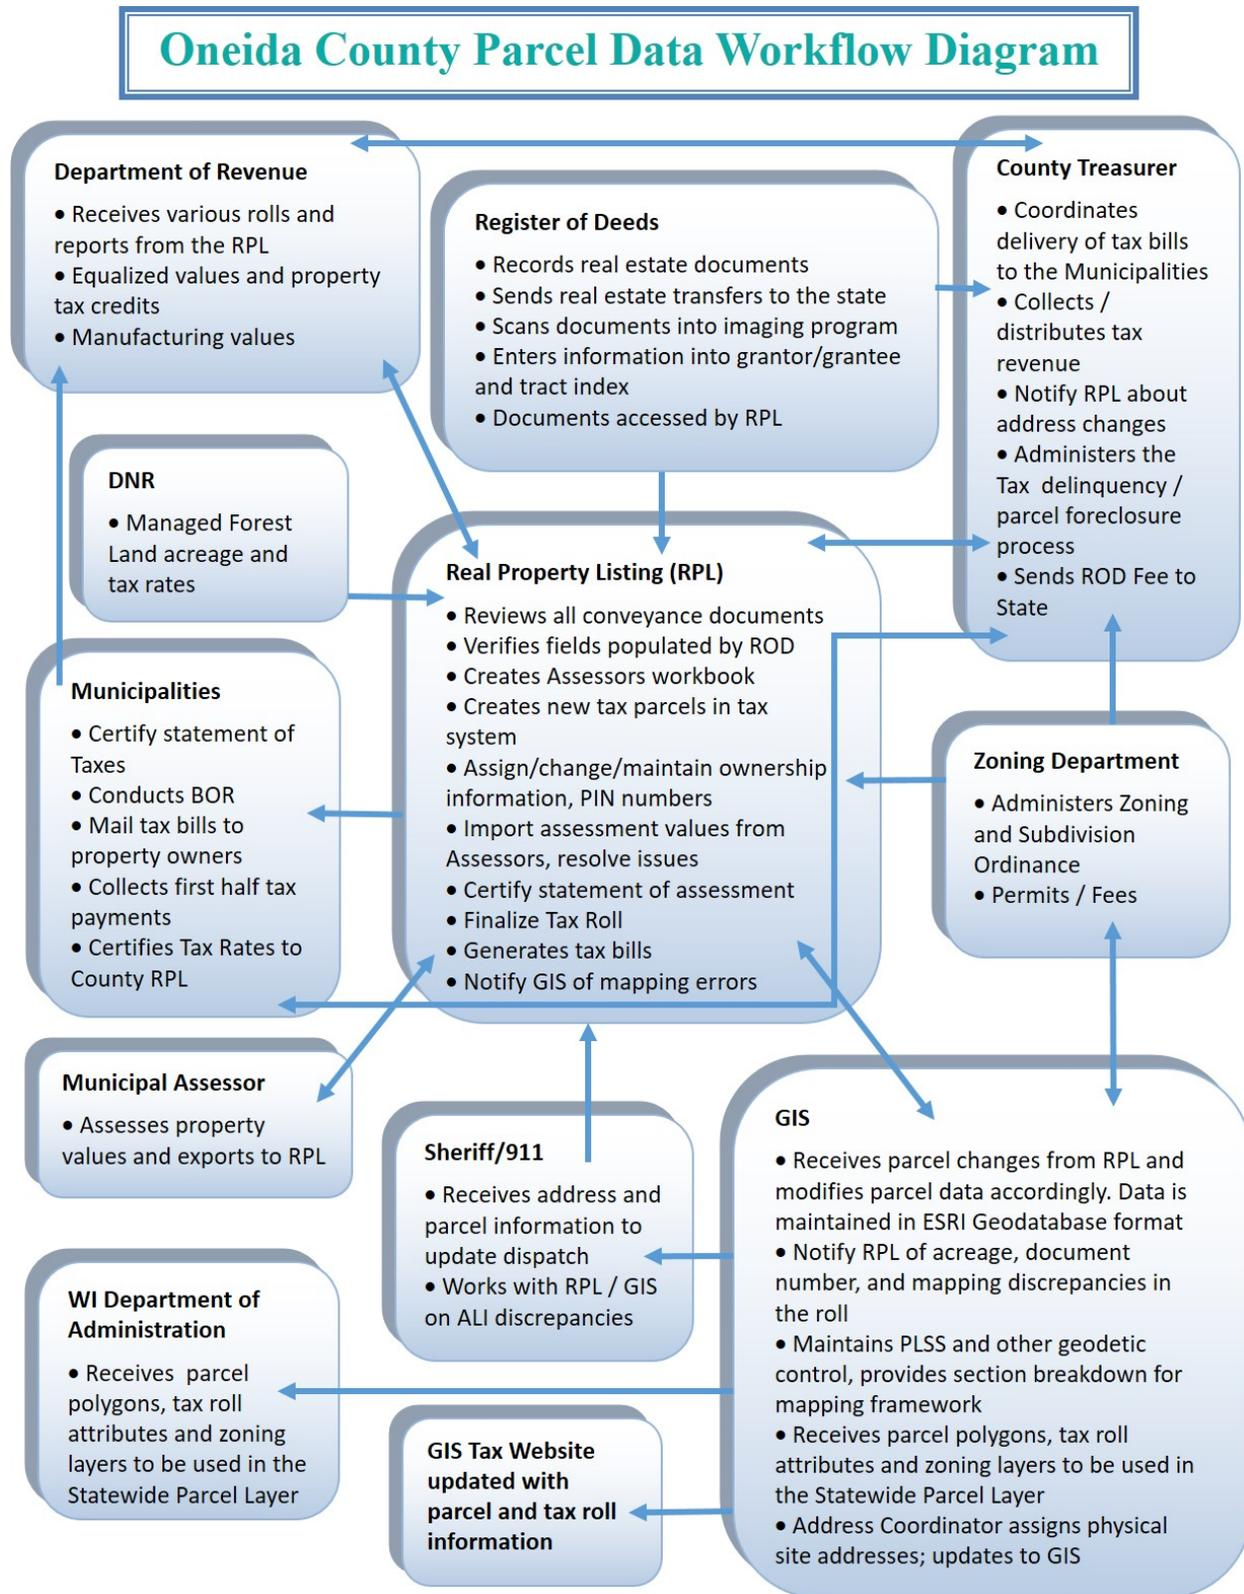 Oneida County Parcel Data Workflow Diagram
Department of Revenue
• Receives various rolls and
reports from the RPL
• Equalized values and property
tax credits
• Manufacturing values
Register of Deeds
• Records real estate documents
• Sends real estate transfers to the state
• Scans documents into imaging program
• Enters information into grantor/grantee
and tract index
• Documents accessed by RPL
County Treasurer
• Coordinates
delivery of tax bills
to the Municipalities
• Collects /
distributes tax
revenue
• Notify RPL about
address changes
• Administers the
Tax delinquency /
parcel foreclosure
process
• Sends ROD Fee to
State
DNR
• Managed Forest
Land acreage and
tax rates
Real Property Listing (RPL)
• Reviews all conveyance documents
• Verifies fields populated by ROD
• Creates Assessors workbook
• Creates new tax parcels in tax
system
• Assign/change/maintain ownership
information, PIN numbers
• Import assessment values from
Assessors, resolve issues
• Certify statement of assessment
• Finalize Tax Roll
• Generates tax bills
• Notify GIS of mapping errors
Municipalities
• Certify statement of
Taxes
• Conducts BOR
• Mail tax bills to
property owners
• Collects first half tax
payments
• Certifies Tax Rates to
County RPL
Zoning Department
• Administers Zoning
and Subdivision
Ordinance
• Permits / Fees
Municipal Assessor
• Assesses property
values and exports to RPL
Sheriff/911
• Receives address and
parcel information to
update dispatch
• Works with RPL / GIS
on ALI discrepancies
GIS
• Receives parcel changes from RPL and
modifies parcel data accordingly. Data is
maintained in ESRI Geodatabase format
• Notify RPL of acreage, document
number, and mapping discrepancies in
the roll
• Maintains PLSS and other geodetic
control, provides section breakdown for
mapping framework
• Receives parcel polygons, tax roll
attributes and zoning layers to be used in
the Statewide Parcel Layer
• Address Coordinator assigns physical
site addresses; updates to GIS
WI Department of
Administration
• Receives parcel
polygons, tax roll
attributes and zoning
layers to be used in the
Statewide Parcel Layer
GIS Tax Website
updated with
parcel and tax roll
information